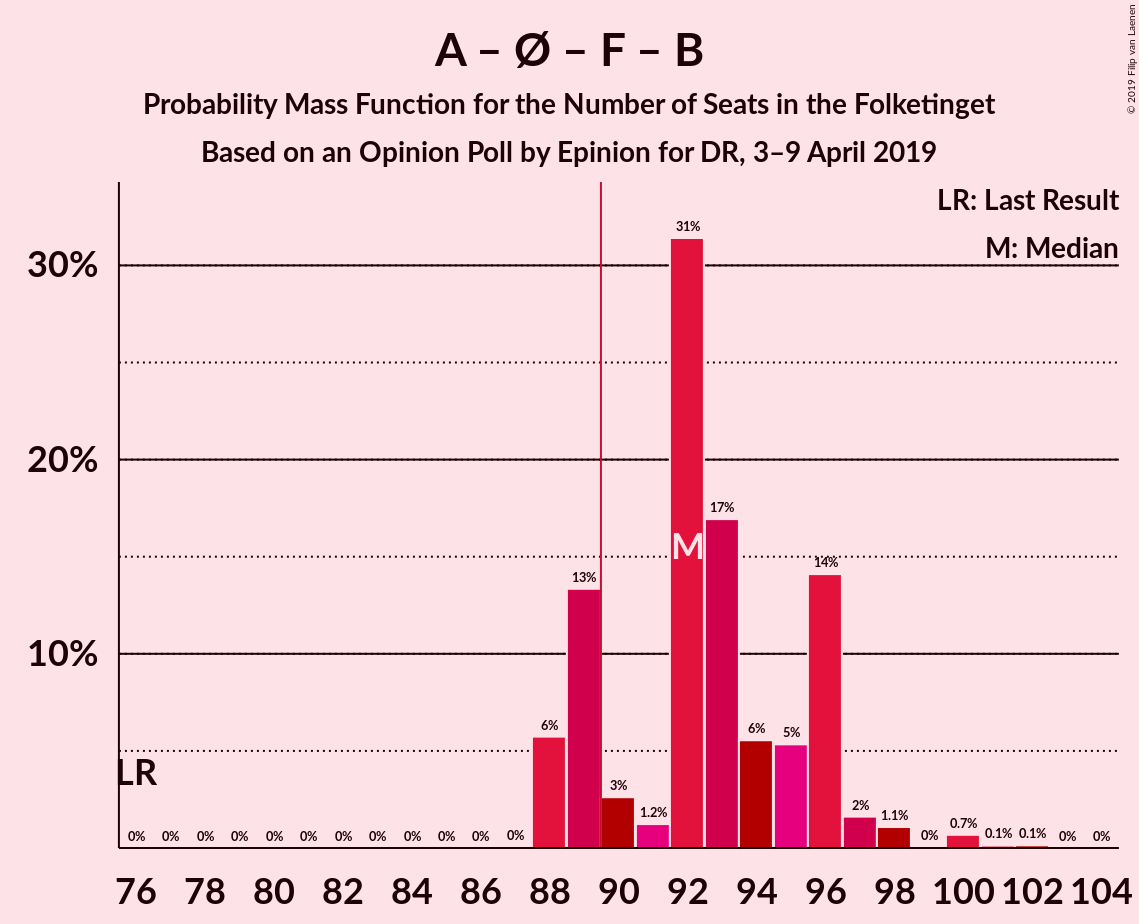 A – Ø – F – B
Probability Mass Function for the Number of Seats in the Folketinget
Based on an Opinion Poll by Epinion for DR, 3–9 April 2019
© 2019 Filip van Laenen
LR: Last Result
M: Median
30%
20%
10%
LR
M
0% 0% 0% 0% 0% 0% 0% 0% 0% 0% 0% 0% 6% 13% 3% 1.2% 31% 17% 6% 5% 14% 2% 1.1% 0% 0.7% 0.1% 0.1% 0% 0%
76 78 80 82 84 86 88 90 92 94 96 98 100 102 104